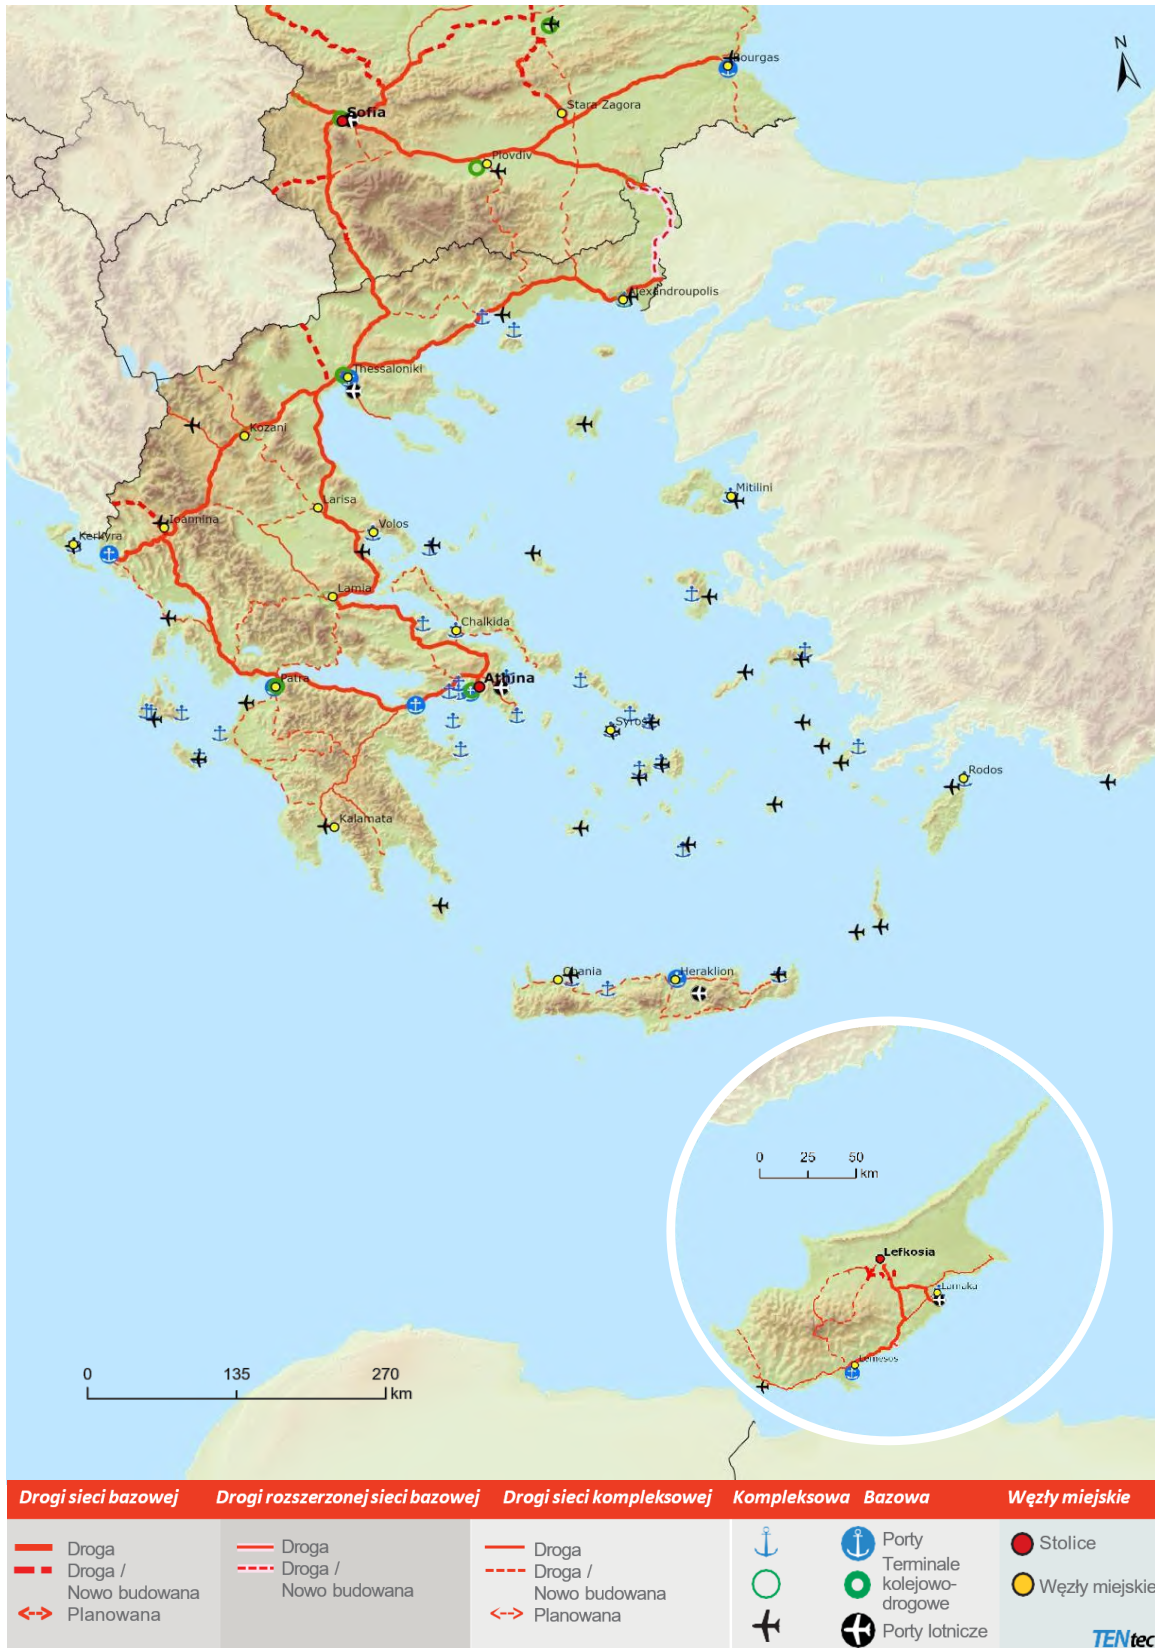 N
Bourgas
Stara Zagora
Sofia
Plovdiv
Alexandroupolis
Thessaloniki
Kozani
Mitilini
Larisa
Ioannina
Volos
Kerkyra
Lamia
Chalkida
Athina
Patra
Syros
Rodos
Kalamata
Chania
Heraklion
0 25 50
km
Lefkosia
Larnaka
Lemesos
0 135 270
km
Drogi sieci bazowej
Droga
Droga /
Nowo budowana
Planowana
Drogi rozszerzonej sieci bazowej
Droga
Droga /
Nowo budowana
Drogi sieci kompleksowej
Droga
Droga /
Nowo budowana
Planowana
Kompleksowa Bazowa
Porty
Terminale
kolejowo-
drogowe
Porty lotnicze
Węzły miejskie
Stolice
Węzły miejskie
TENtec